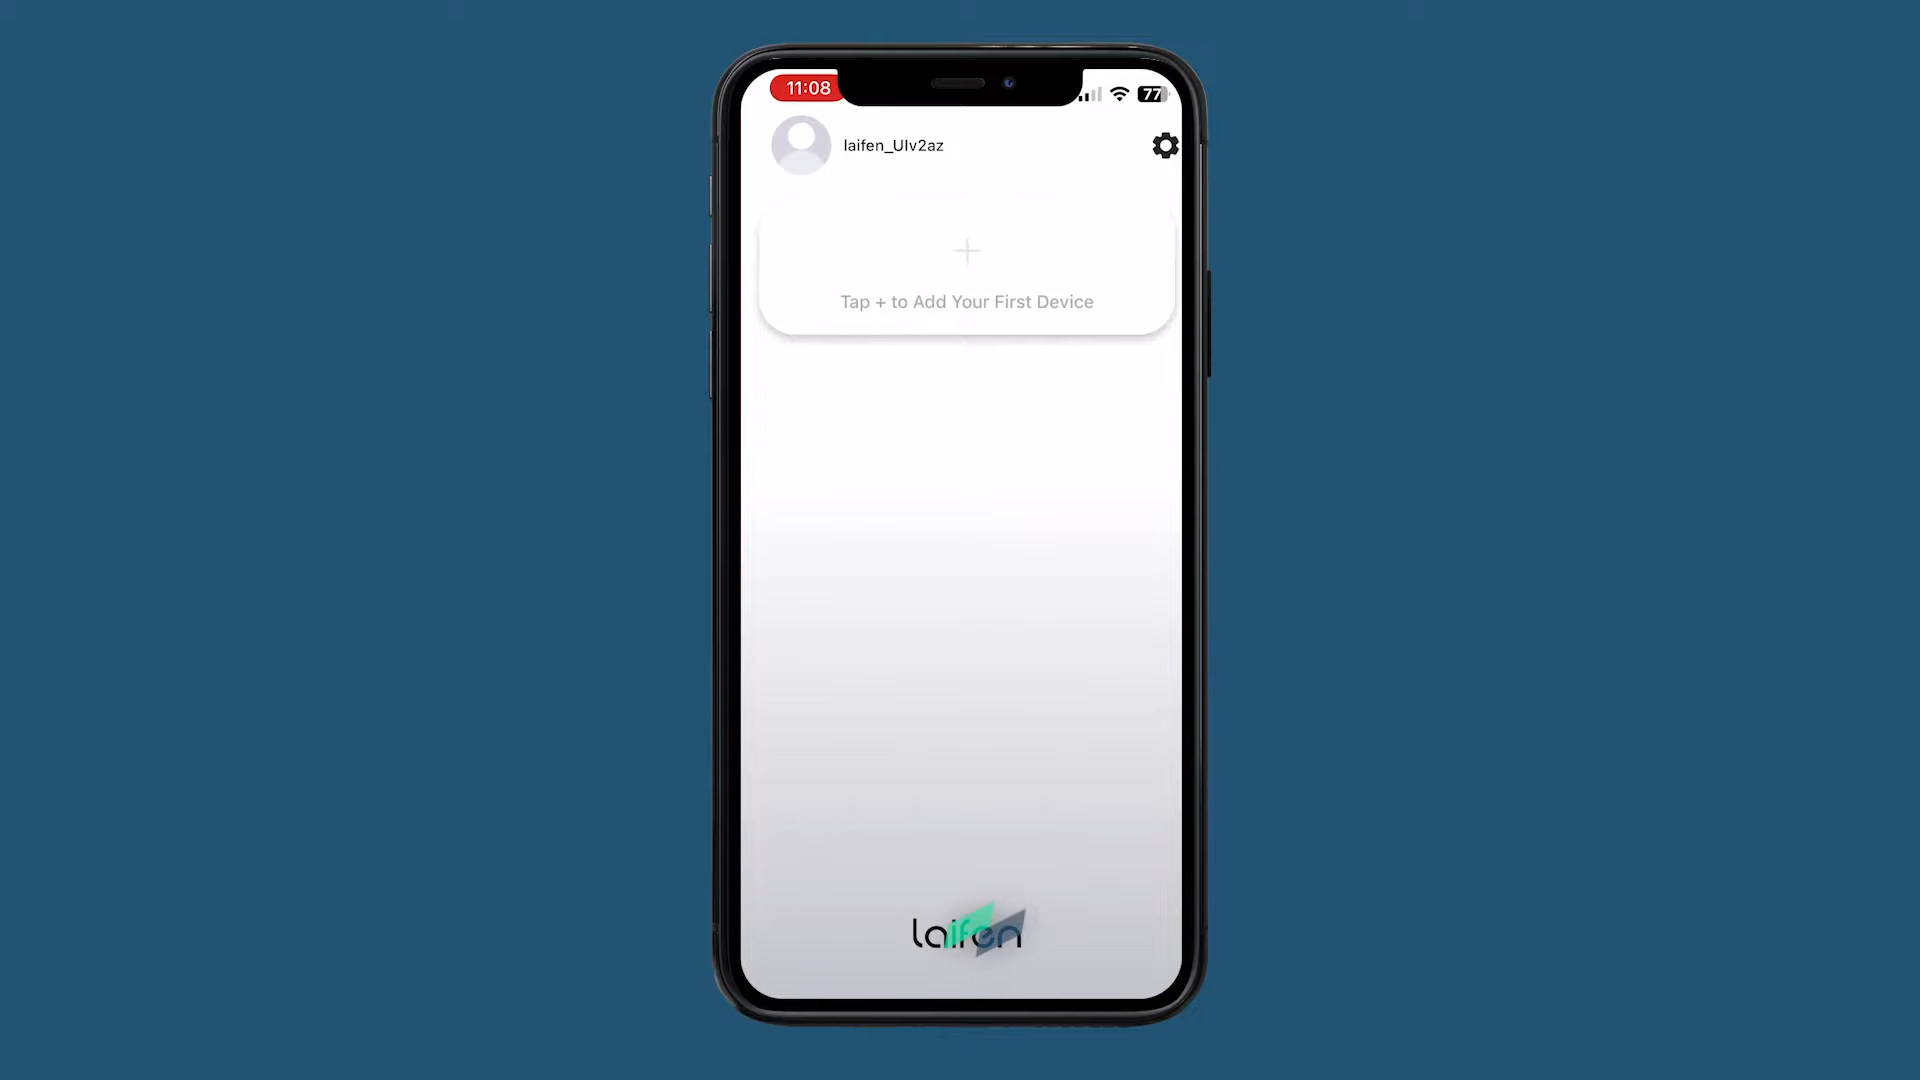 11:08
77
laifen_Ulv2az
Tap + to Add Your First Device
laifen